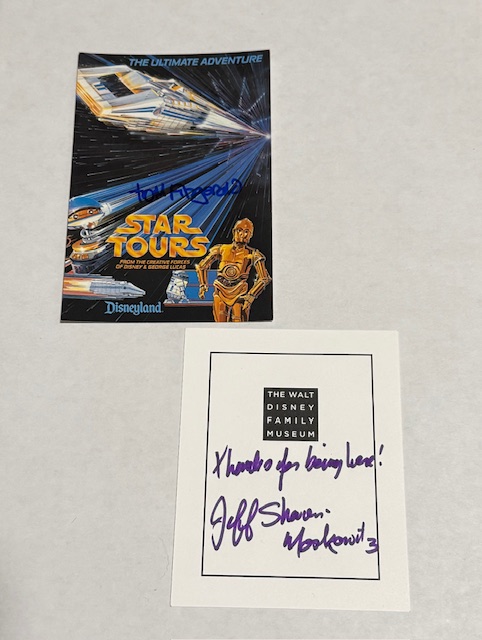 THE ULTIMATE ADVENTURE
Tom Fitzgerald
STAR
TOURS
FROM THE CREATIVE FORCES
OF DISNEY & GEORGE LUCAS
Disneyland
THE WALT
DISNEY
FAMILY
MUSEUM
Thanks for being here!
Jeff Shaver-
Moskowitz